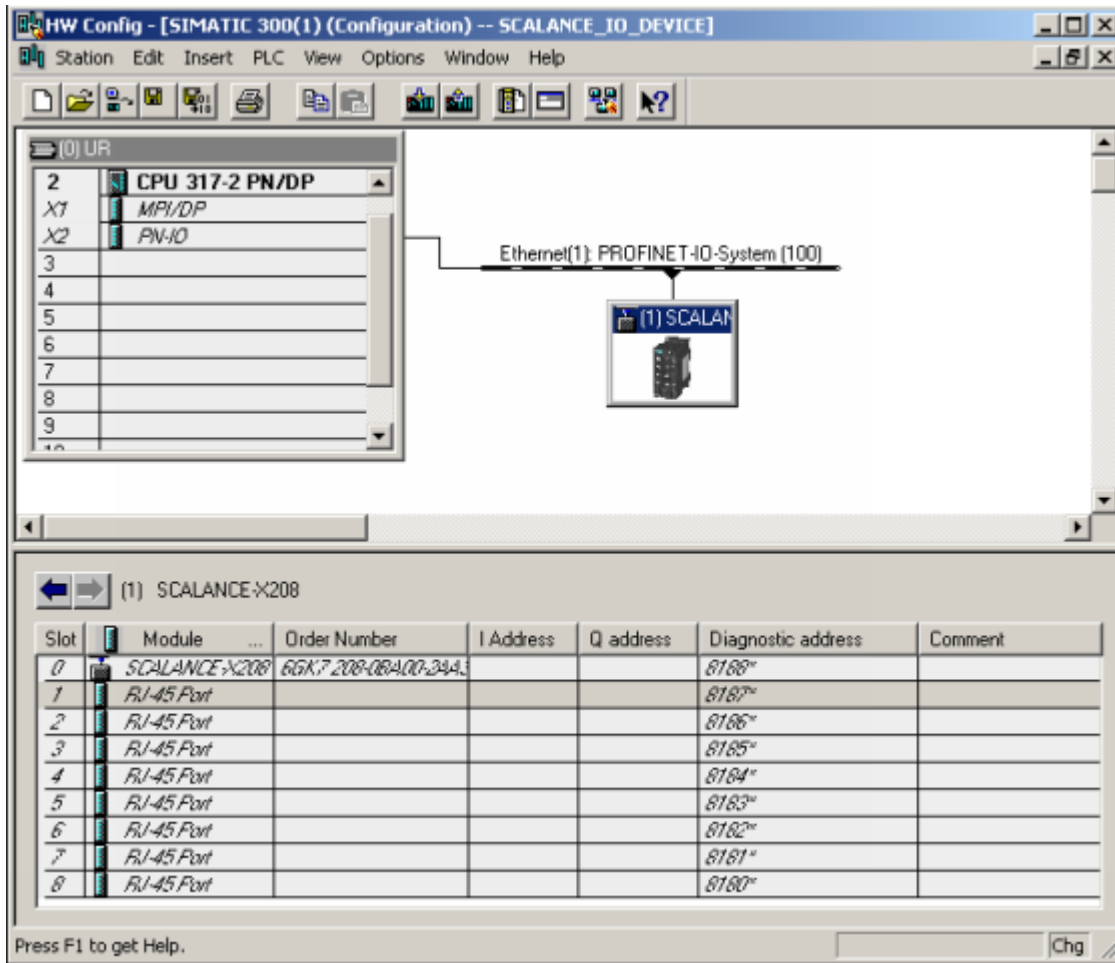 HW Config - [SIMATIC 300(1) (Configuration) -- SCALANCE_IO_DEVICE]
Station Edit Insert PLC View Options Window Help
(0) UR
2 CPU 317-2 PN/DP
X1 MPI/DP
X2 PN-IO
3
4
5
6
7
8
9
10
Ethernet(1): PROFINET-IO-System (100)
(1) SCALAN
(1) SCALANCE-X208
Slot Module ... Order Number I Address Q address Diagnostic address Comment
0 SCALANCE-X208 6GK7 208-0BA00-2AA3 8188*
1 RJ-45 Port 8187*
2 RJ-45 Port 8186*
3 RJ-45 Port 8185*
4 RJ-45 Port 8184*
5 RJ-45 Port 8183*
6 RJ-45 Port 8182*
7 RJ-45 Port 8181*
8 RJ-45 Port 8180*
Press F1 to get Help.
Chg